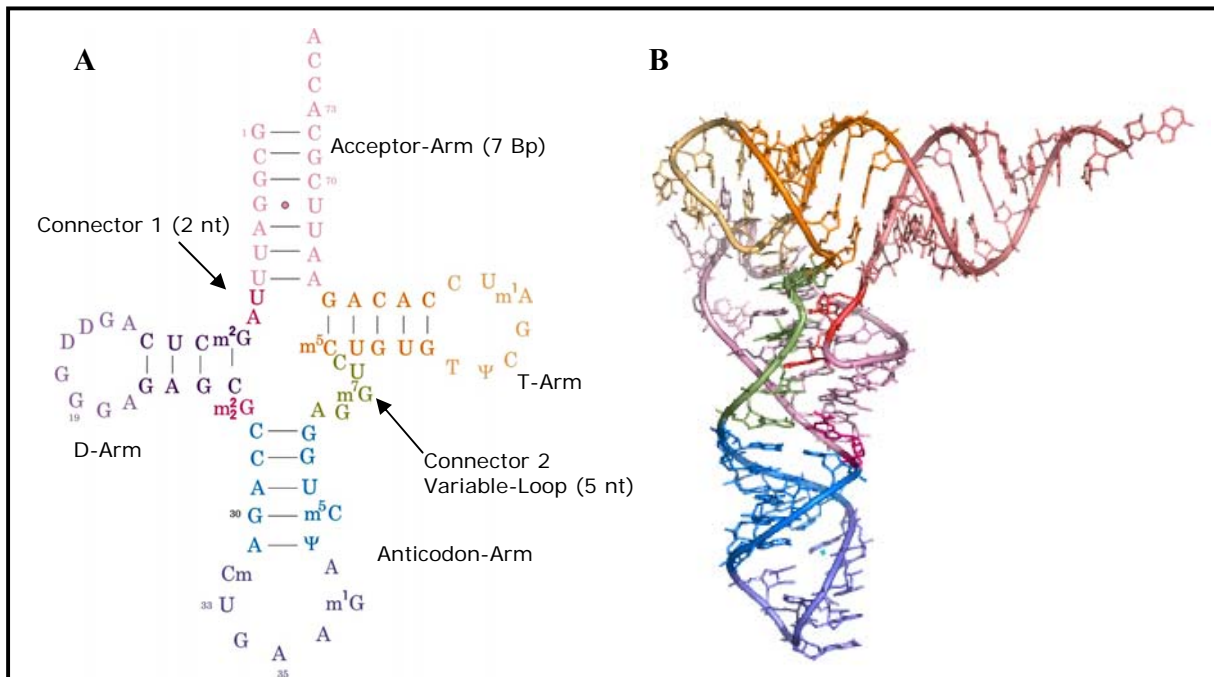 A
A B
C
C
A 73
1 G C
C G Acceptor-Arm (7 Bp)
G C 70
G U
Connector 1 (2 nt) A U
U A
U A
U G A C A C C U m¹A
A
D D G A C U C m²G G
m⁵C U G U G T Ψ C
D C U T-Arm
G G G A G A G C m⁷G
19
m²₂G A G
D-Arm
C G
C G Connector 2
Variable-Loop (5 nt)
A U
30 G m⁵C
A Ψ Anticodon-Arm
Cm A
33 U m¹G
G A
A
35